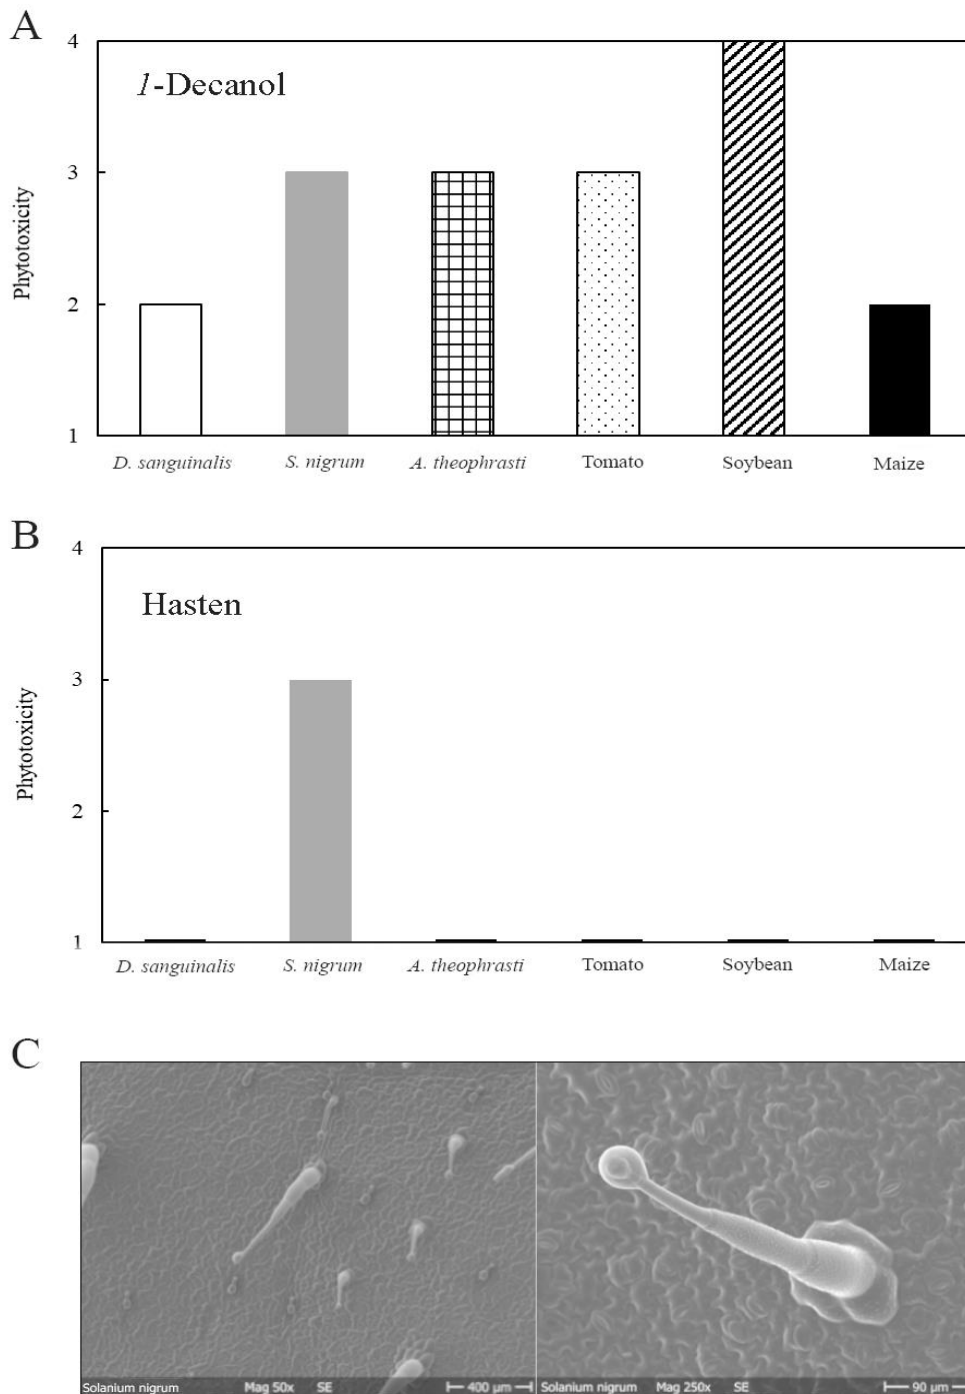 A
4
1-Decanol
3
Phytotoxicity
2
1
D. sanguinalis S. nigrum A. theophrasti Tomato Soybean Maize
B
4
Hasten
3
Phytotoxicity
2
1
D. sanguinalis S. nigrum A. theophrasti Tomato Soybean Maize
C
Solanium nigrum Mag 50x SE 400 µm Solanium nigrum Mag 250x SE 90 µm